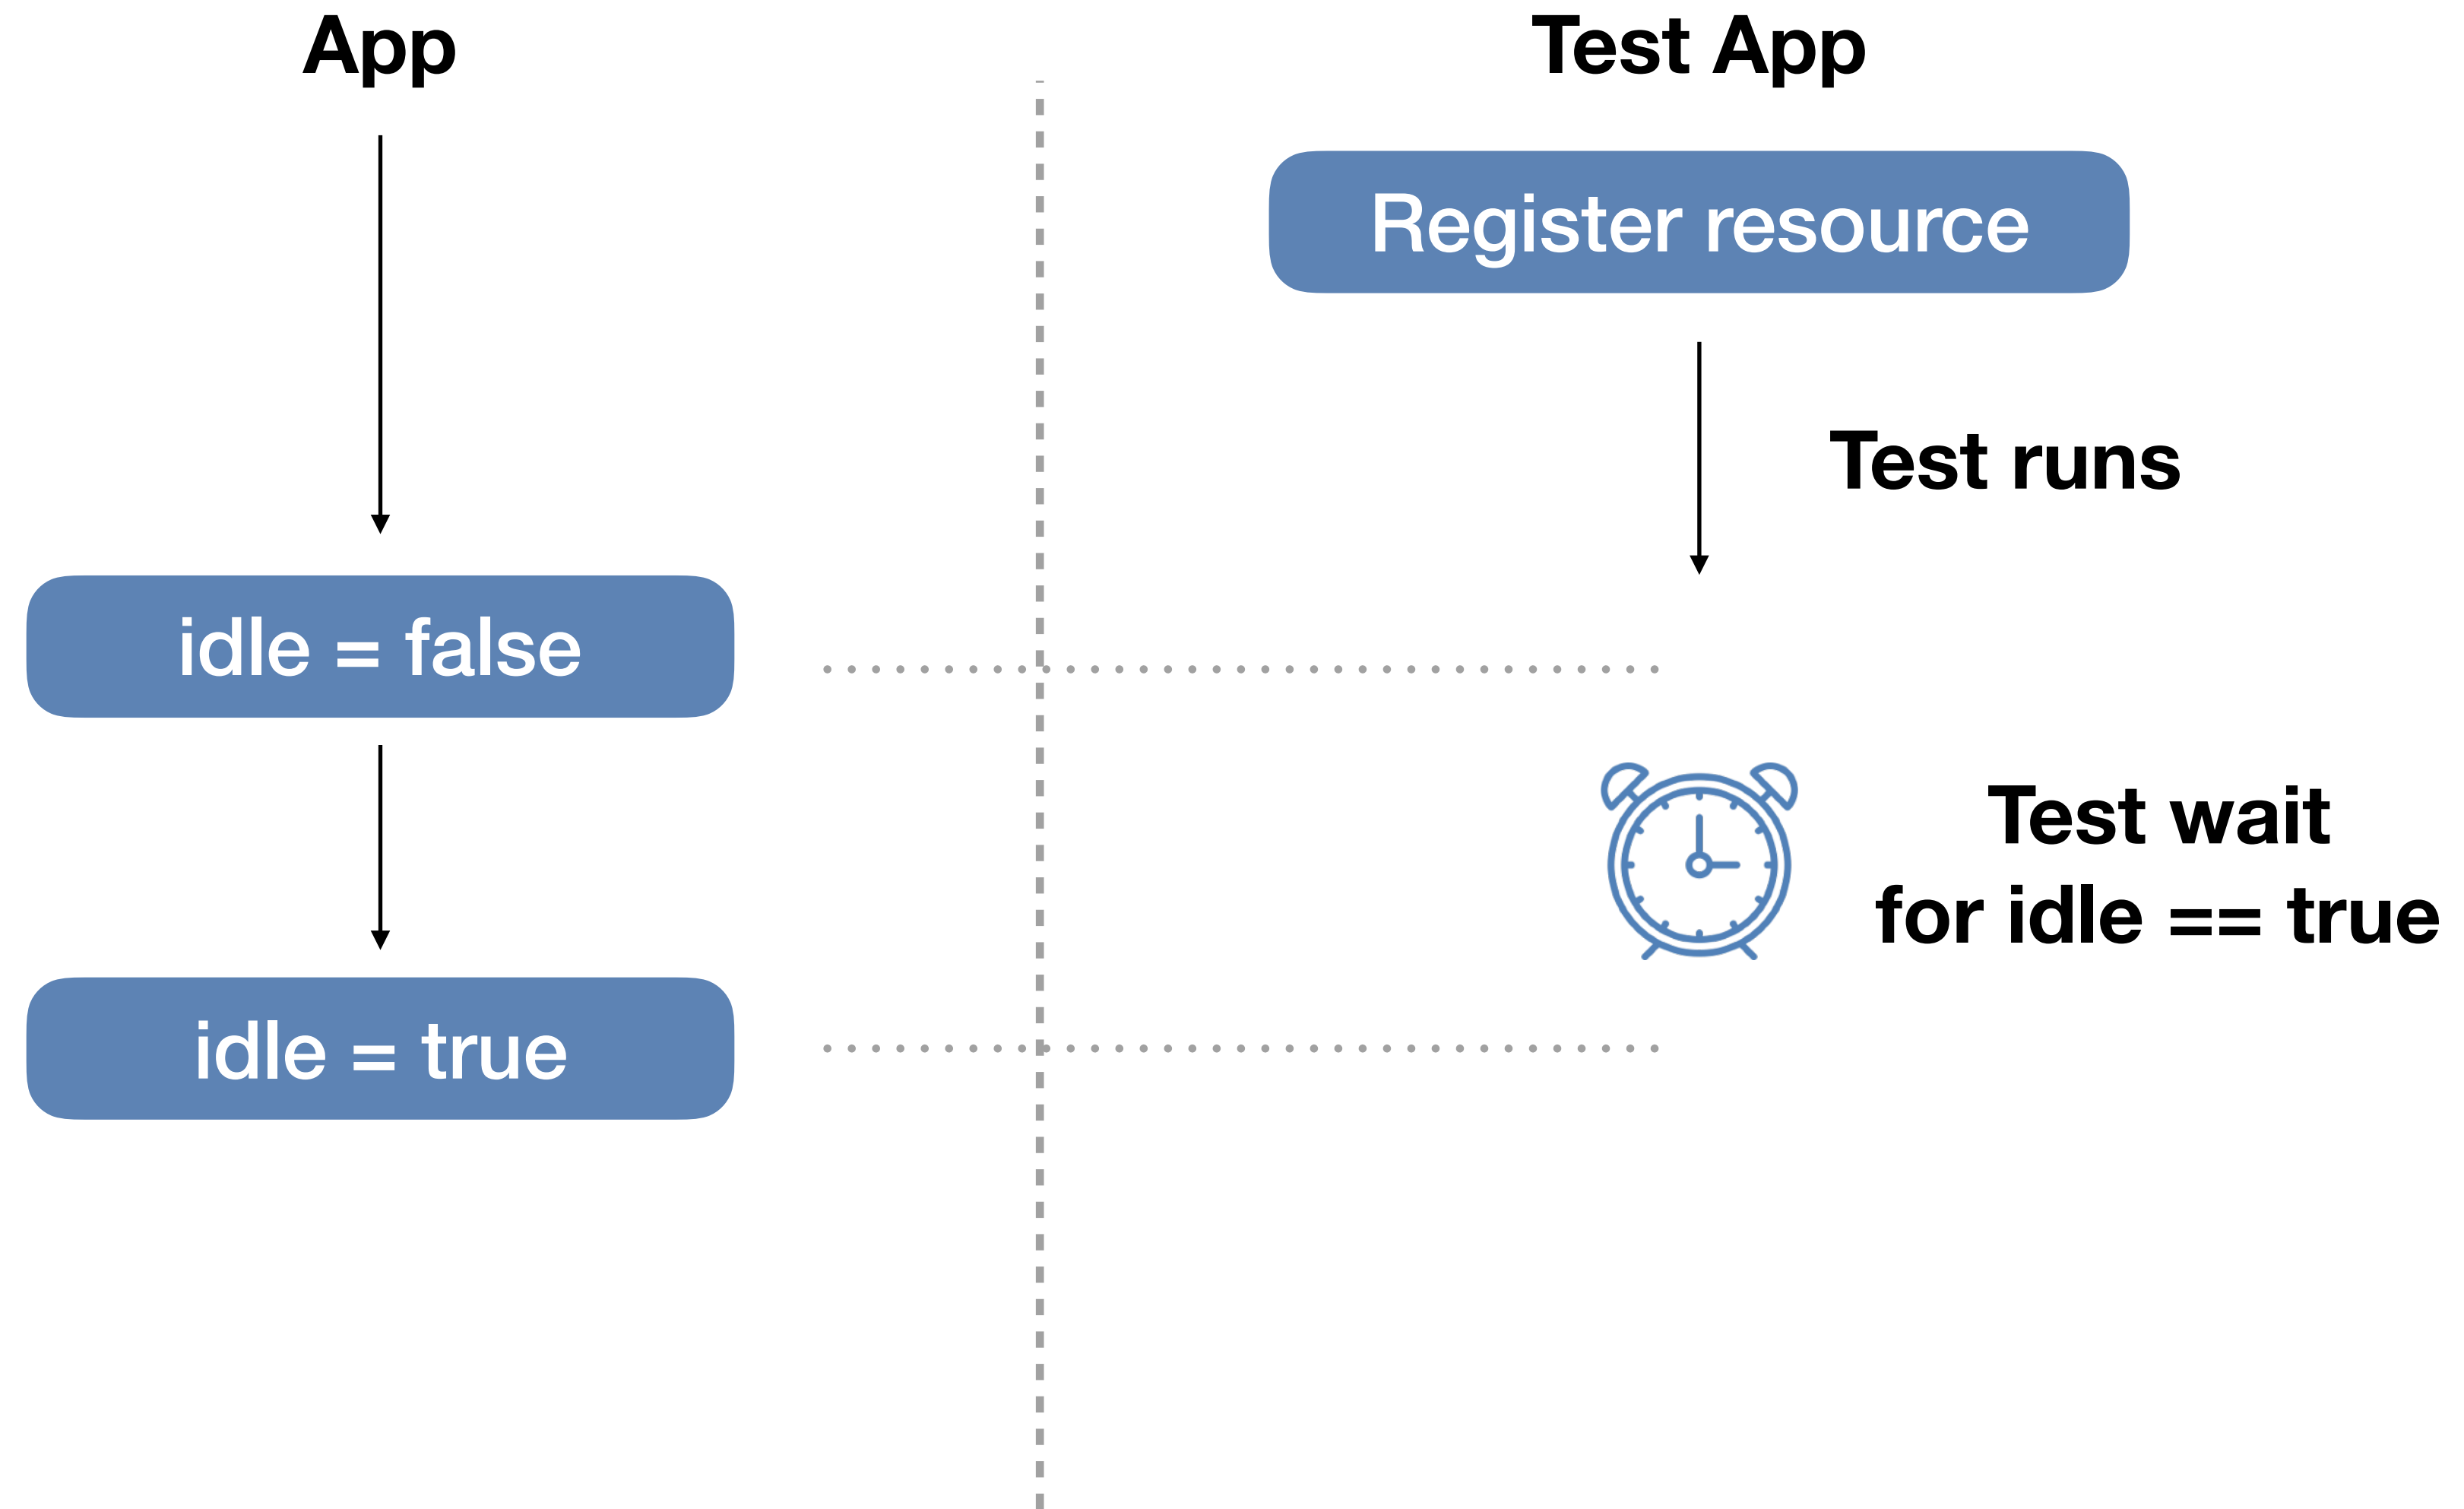 App
Test App
Register resource
Test runs
idle = false
Test wait
for idle == true
idle = true